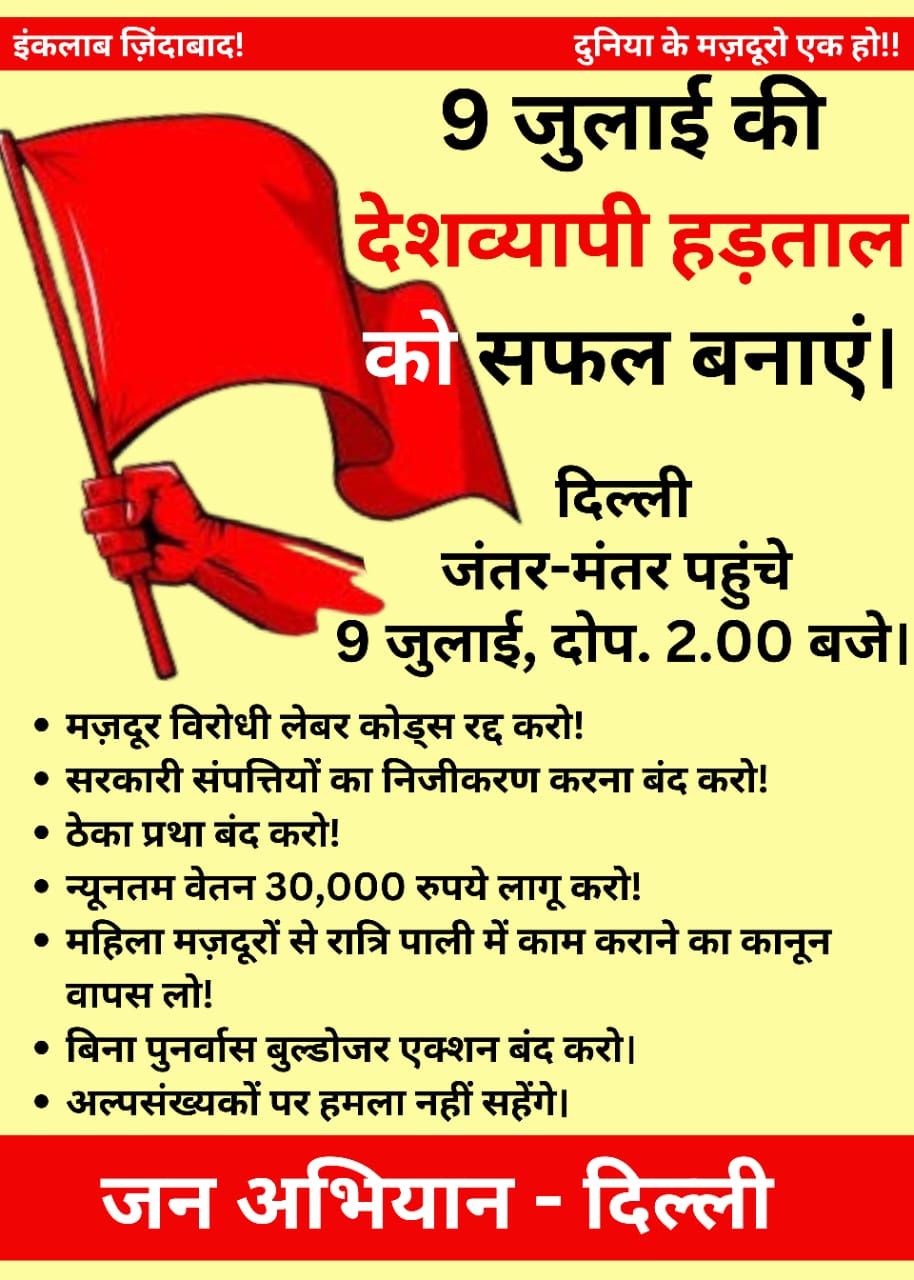 इंकलाब ज़िंदाबाद!
दुनिया के मज़दूरो एक हो!!
9 जुलाई की
देशव्यापी हड़ताल
को सफल बनाएं।
दिल्ली
जंतर-मंतर पहुंचे
9 जुलाई, दोप. 2.00 बजे।
• मज़दूर विरोधी लेबर कोड्स रद्द करो!
• सरकारी संपत्तियों का निजीकरण करना बंद करो!
• ठेका प्रथा बंद करो!
• न्यूनतम वेतन 30,000 रुपये लागू करो!
• महिला मज़दूरों से रात्रि पाली में काम कराने का कानून
वापस लो!
• बिना पुनर्वास बुल्डोजर एक्शन बंद करो।
• अल्पसंख्यकों पर हमला नहीं सहेंगे।
जन अभियान - दिल्ली